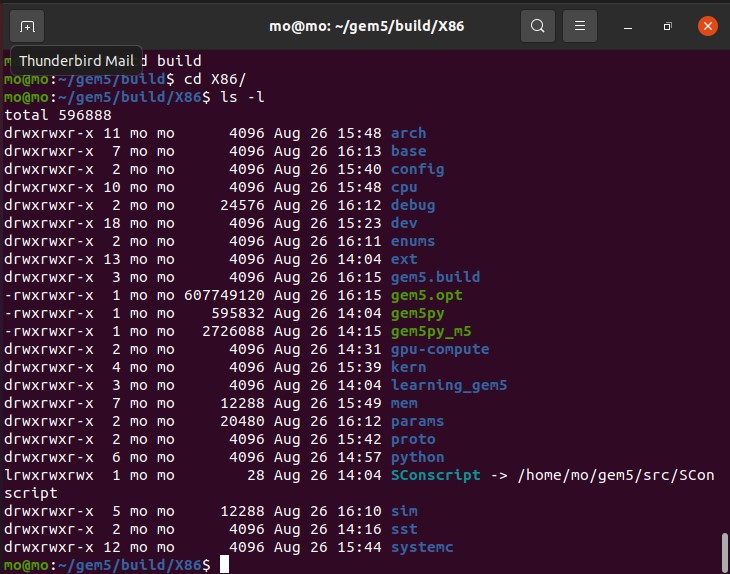 mo@mo: ~/gem5/build/X86
Thunderbird Mail
d build
mo@mo:~/gem5/build$ cd X86/
mo@mo:~/gem5/build/X86$ ls -l
total 596888
drwxrwxr-x 11 mo mo      4096 Aug 26 15:48 arch
drwxrwxr-x  7 mo mo      4096 Aug 26 16:13 base
drwxrwxr-x  2 mo mo      4096 Aug 26 15:40 config
drwxrwxr-x 10 mo mo      4096 Aug 26 15:48 cpu
drwxrwxr-x  2 mo mo     24576 Aug 26 16:12 debug
drwxrwxr-x 18 mo mo      4096 Aug 26 15:23 dev
drwxrwxr-x  2 mo mo      4096 Aug 26 16:11 enums
drwxrwxr-x 13 mo mo      4096 Aug 26 14:04 ext
drwxrwxr-x  3 mo mo      4096 Aug 26 16:15 gem5.build
-rwxrwxr-x  1 mo mo 607749120 Aug 26 16:15 gem5.opt
-rwxrwxr-x  1 mo mo    595832 Aug 26 14:04 gem5py
-rwxrwxr-x  1 mo mo   2726088 Aug 26 14:15 gem5py_m5
drwxrwxr-x  2 mo mo      4096 Aug 26 14:31 gpu-compute
drwxrwxr-x  4 mo mo      4096 Aug 26 15:39 kern
drwxrwxr-x  3 mo mo      4096 Aug 26 14:04 learning_gem5
drwxrwxr-x  7 mo mo     12288 Aug 26 15:49 mem
drwxrwxr-x  2 mo mo     20480 Aug 26 16:12 params
drwxrwxr-x  2 mo mo      4096 Aug 26 15:42 proto
drwxrwxr-x  6 mo mo      4096 Aug 26 14:57 python
lrwxrwxrwx  1 mo mo        28 Aug 26 14:04 SConscript -> /home/mo/gem5/src/SCon
script
drwxrwxr-x  5 mo mo     12288 Aug 26 16:10 sim
drwxrwxr-x  2 mo mo      4096 Aug 26 14:16 sst
drwxrwxr-x 12 mo mo      4096 Aug 26 15:44 systemc
mo@mo:~/gem5/build/X86$